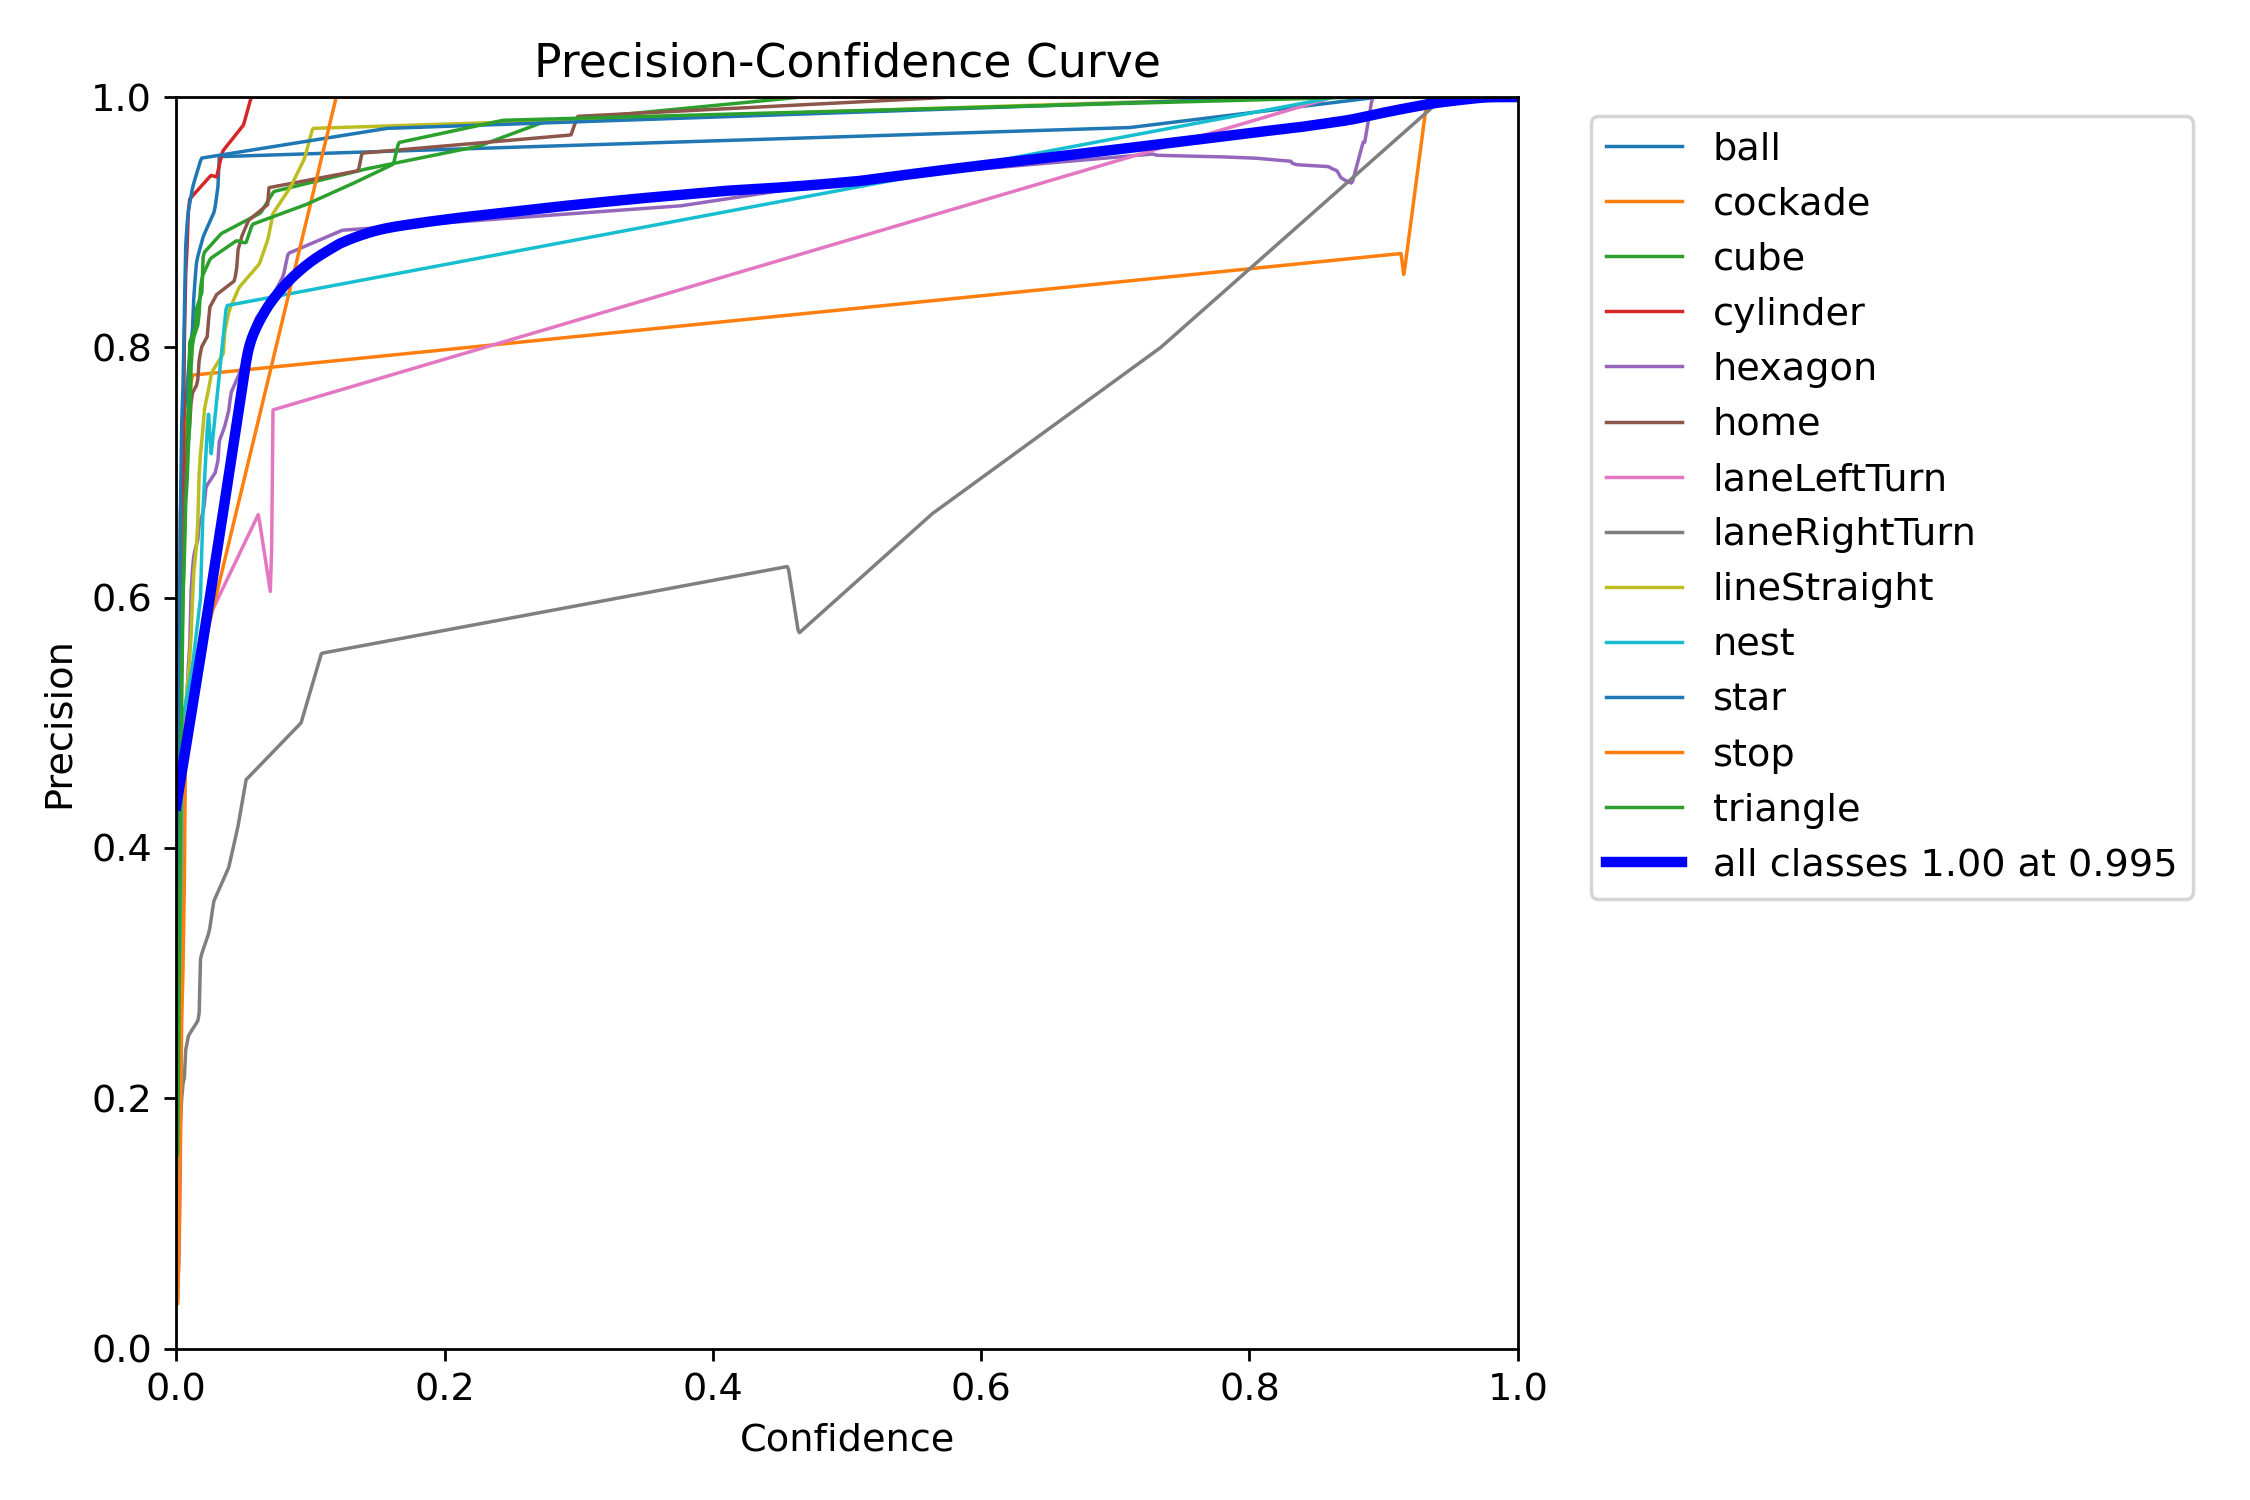 Precision-Confidence Curve
1.0
0.8
0.6
0.4
0.2
0.0
Precision
0.0 0.2 0.4 0.6 0.8 1.0
Confidence
ball
cockade
cube
cylinder
hexagon
home
laneLeftTurn
laneRightTurn
lineStraight
nest
star
stop
triangle
all classes 1.00 at 0.995